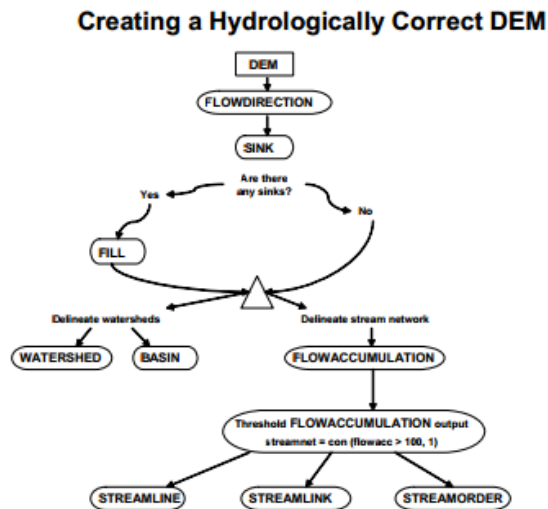 Creating a Hydrologically Correct DEM
DEM
FLOWDIRECTION
SINK
Are there
any sinks?
Yes
No
FILL
Delineate watersheds
Delineate stream network
WATERSHED
BASIN
FLOWACCUMULATION
Threshold FLOWACCUMULATION output
streamnet = con (flowacc > 100, 1)
STREAMLINE
STREAMLINK
STREAMORDER